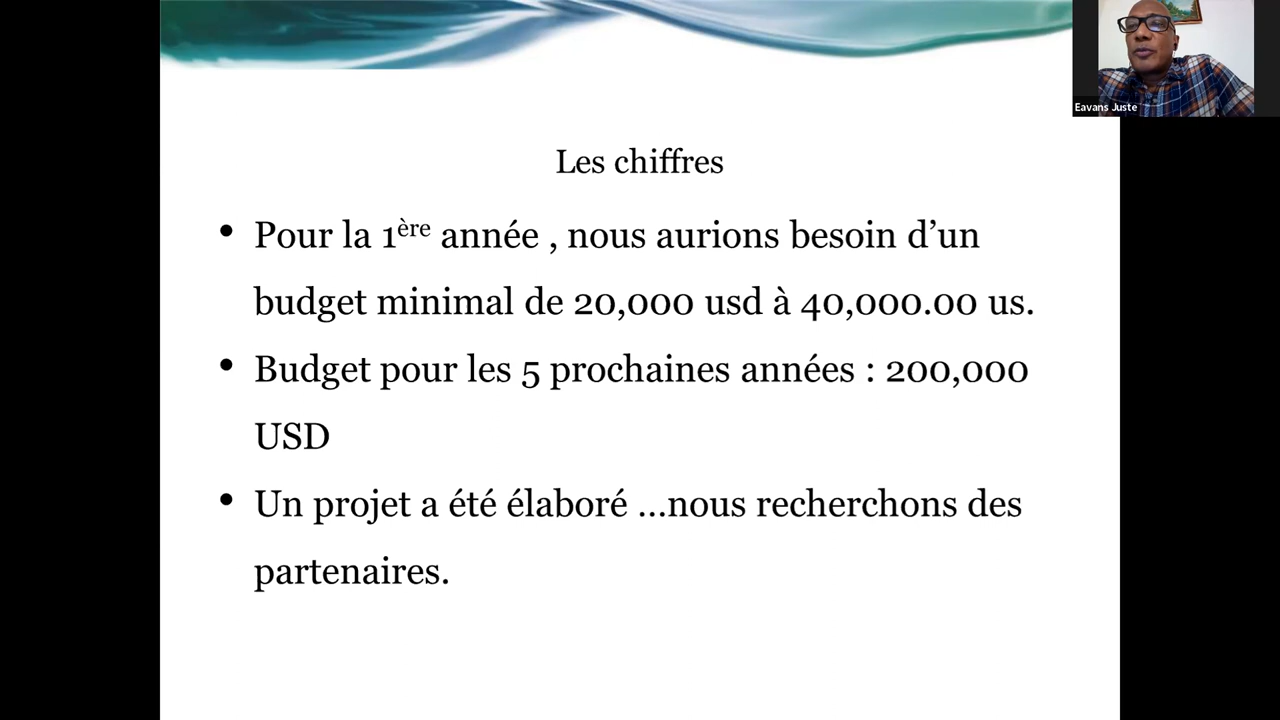 Eavans Juste
Les chiffres
• Pour la 1ère année , nous aurions besoin d’un
budget minimal de 20,000 usd à 40,000.00 us.
• Budget pour les 5 prochaines années : 200,000
USD
• Un projet a été élaboré ...nous recherchons des
partenaires.